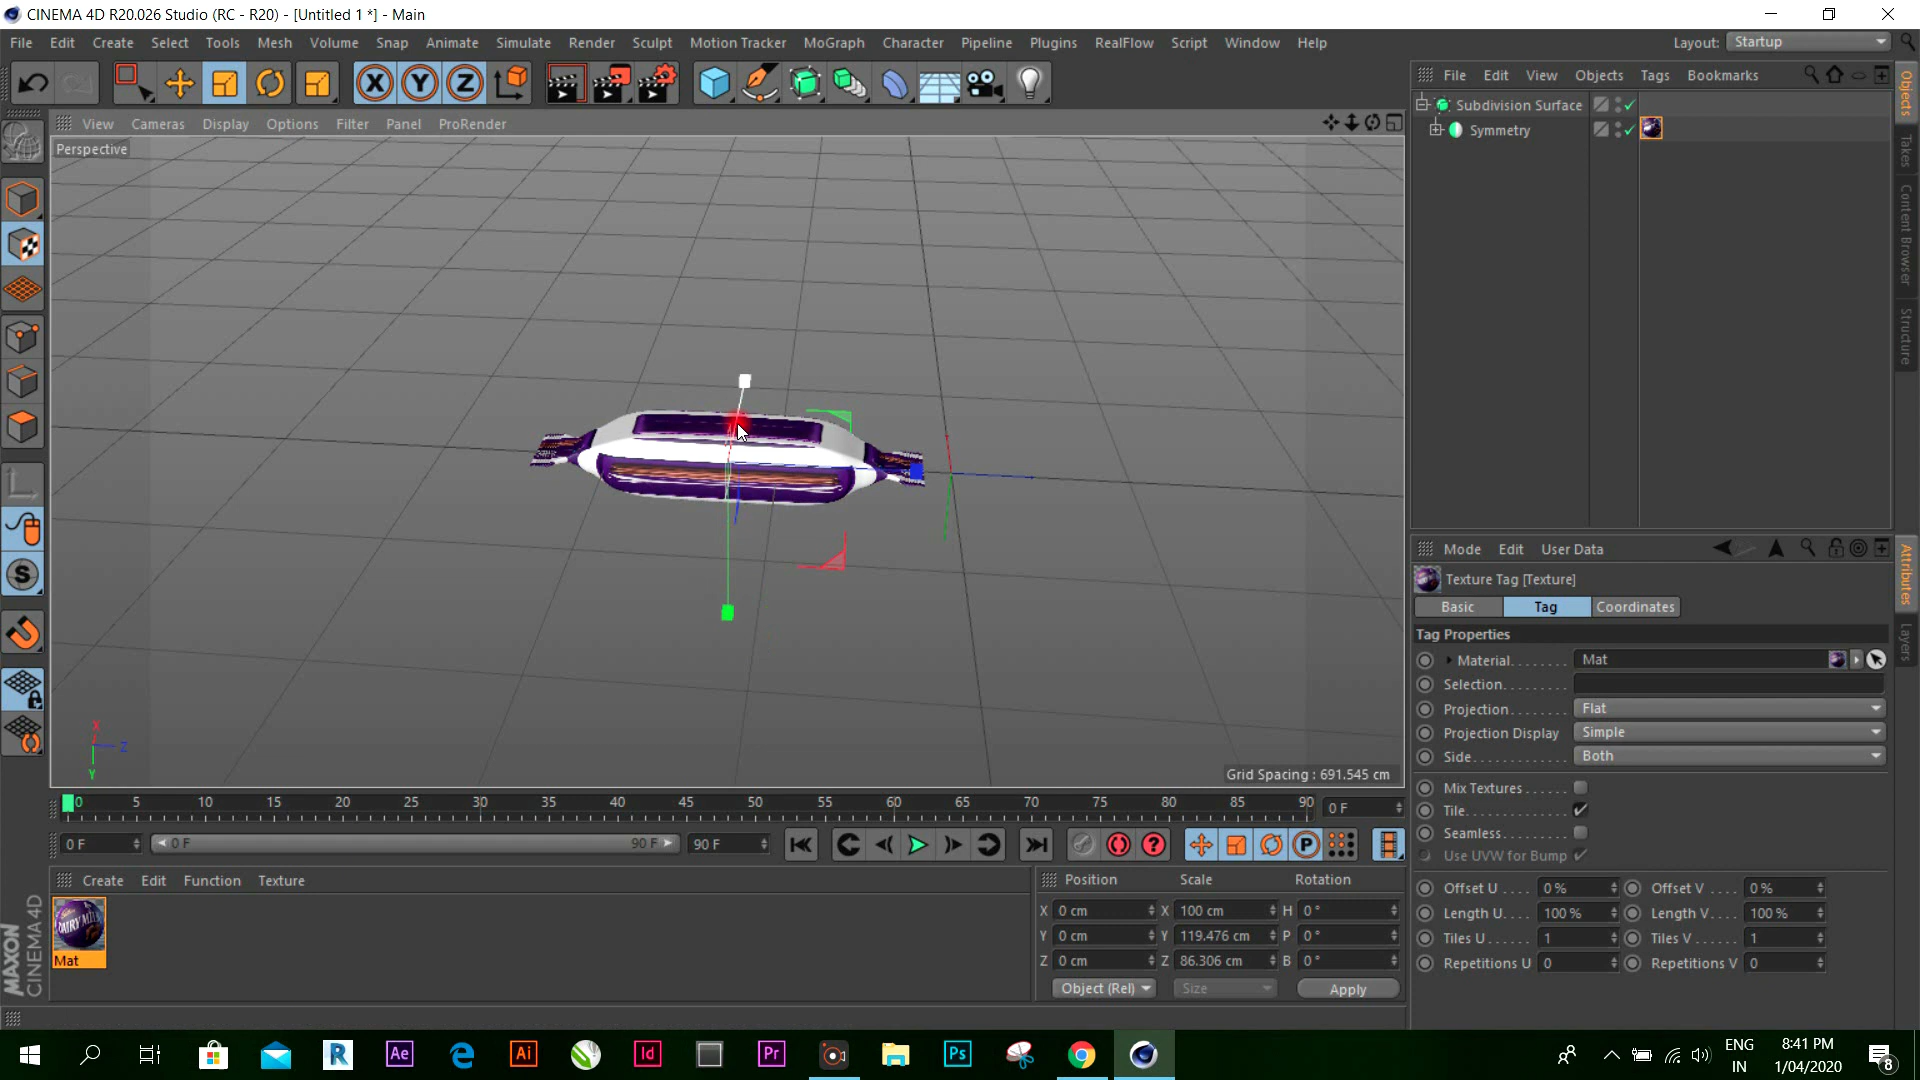 CINEMA 4D R20.026 Studio (RC - R20) - [Untitled 1 *] - Main
File Edit Create Select Tools Mesh Volume Snap Animate Simulate Render Sculpt Motion Tracker MoGraph Character Pipeline Plugins RealFlow Script Window Help
Layout: Startup
X Y Z
File Edit View Objects Tags Bookmarks
View Cameras Display Options Filter Panel ProRender
Perspective
Subdivision Surface
Symmetry
Objects
Takes
Content Browser
Structure
Attributes
Layers
S
X
Z
Y
Grid Spacing : 691.545 cm
Mode Edit User Data
Texture Tag [Texture]
Basic Tag Coordinates
Tag Properties
Material Mat
Selection
Projection Flat
Projection Display Simple
Side Both
Mix Textures
Tile
Seamless
Use UVW for Bump
Offset U 0 % Offset V 0 %
Length U 100 % Length V 100 %
Tiles U 1 Tiles V 1
Repetitions U 0 Repetitions V 0
0 5 10 15 20 25 30 35 40 45 50 55 60 65 70 75 80 85 90 0 F
0 F 0 F 90 F 90 F
P
Create Edit Function Texture
DAIRY MILK
Mat
MAXON
CINEMA 4D
Position Scale Rotation
X 0 cm X 100 cm H 0 °
Y 0 cm Y 119.476 cm P 0 °
Z 0 cm Z 86.306 cm B 0 °
Object (Rel) Size Apply
R Ae Ai Id Pr Ps
ENG
IN
8:41 PM
1/04/2020
8